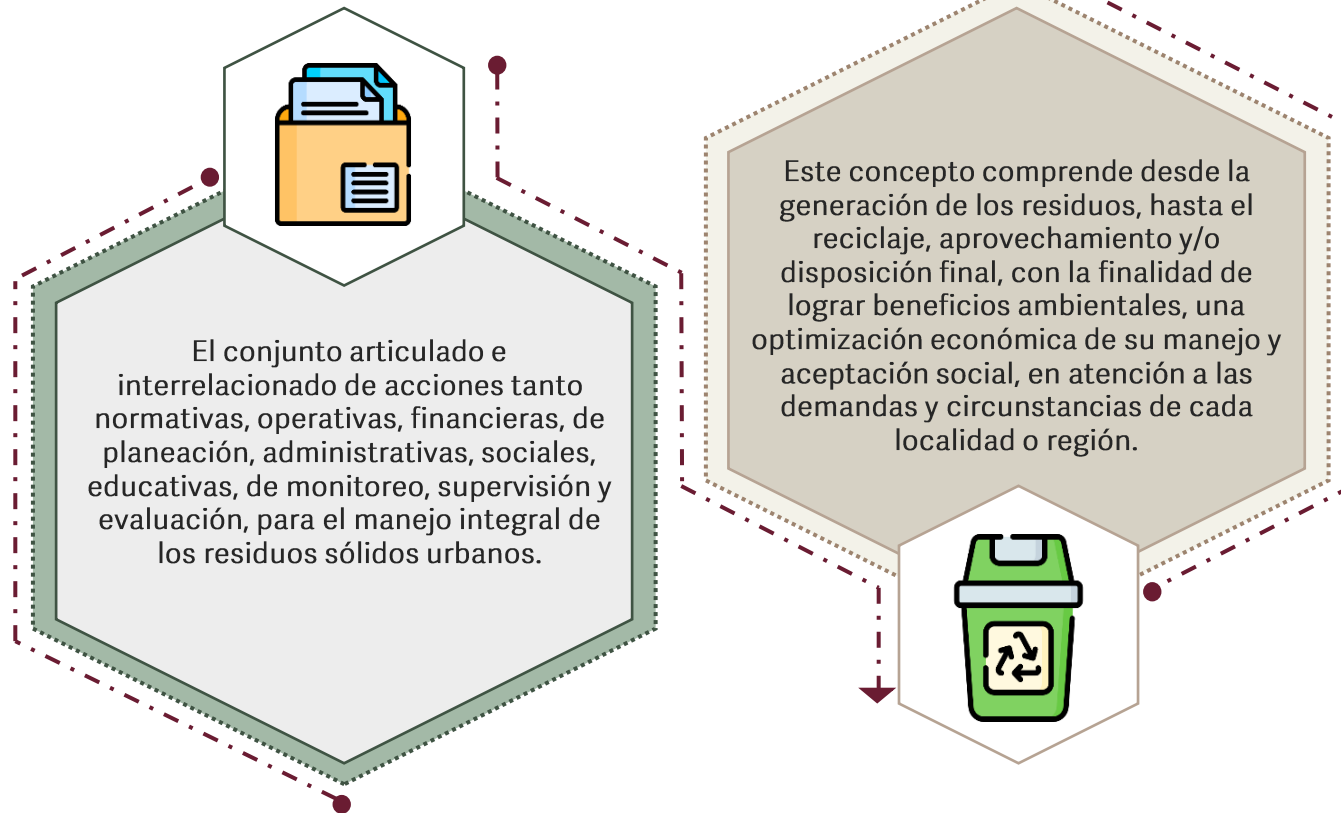 El conjunto articulado e
interrelacionado de acciones tanto
normativas, operativas, financieras, de
planeación, administrativas, sociales,
educativas, de monitoreo, supervisión y
evaluación, para el manejo integral de
los residuos sólidos urbanos.
Este concepto comprende desde la
generación de los residuos, hasta el
reciclaje, aprovechamiento y/o
disposición final, con la finalidad de
lograr beneficios ambientales, una
optimización económica de su manejo y
aceptación social, en atención a las
demandas y circunstancias de cada
localidad o región.